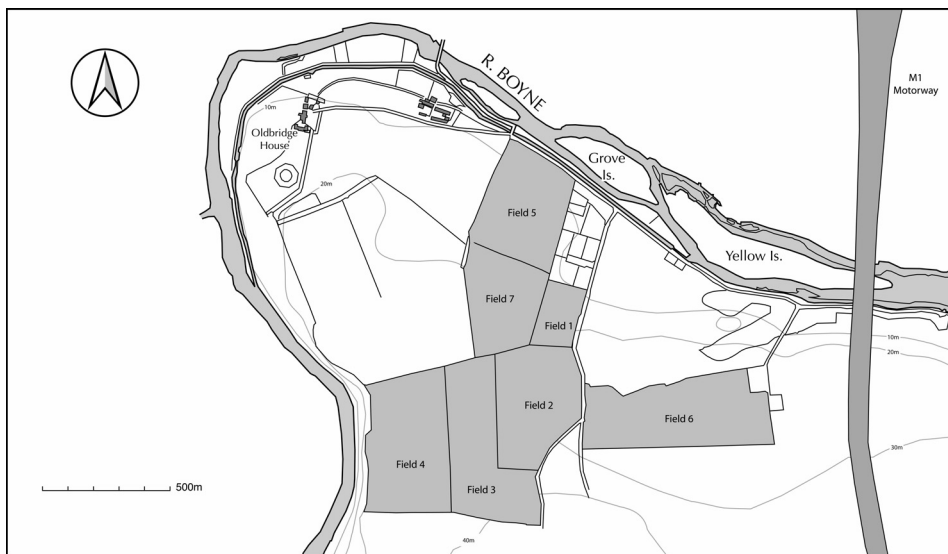 R. BOYNE
M1
Motorway
10m
Oldbridge
House
Grove
Is.
20m
Field 5
Yellow Is.
Field 7
Field 1
10m
20m
Field 2
Field 6
30m
Field 4
Field 3
500m
40m